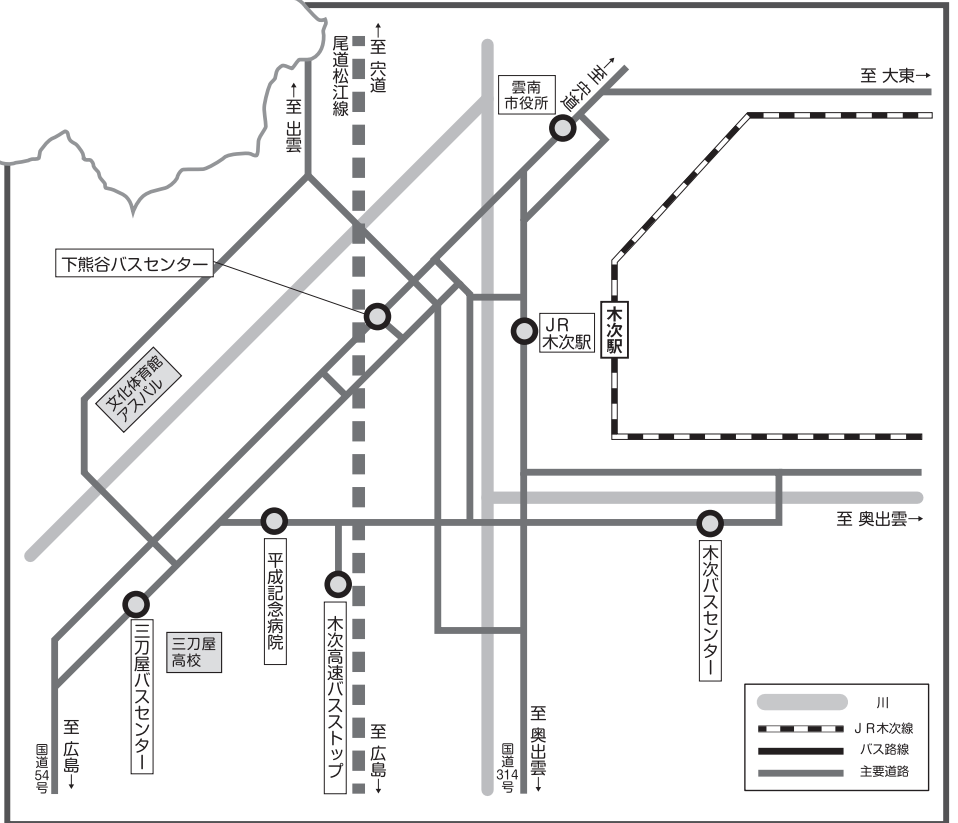 尾道松江線
←至 宍道
←至 出雲
雲南
市役所
至 宍道→
至 大東→
下熊谷バスセンター
JR
木次駅
木次駅
文化体育館
アスパル
至 奥出雲→
平成記念病院
木次高速バスストップ
木次バスセンター
三刀屋バスセンター
三刀屋
高校
至 広島→
国道54号
至 広島→
至 奥出雲→
国道314号
川
JR木次線
バス路線
主要道路